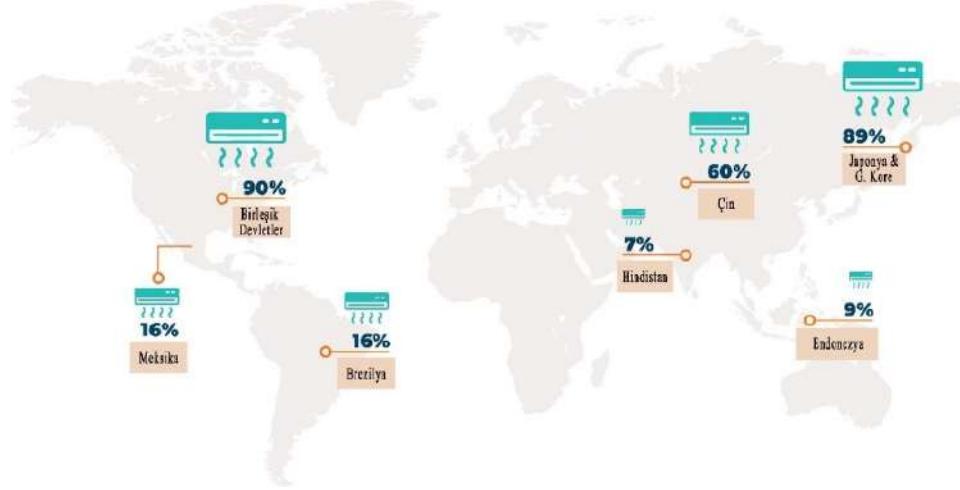 89%
Japonya &
G. Kore
60%
Çin
90%
Birleşik
Devletler
7%
Hindistan
16%
Meksika
16%
Brezilya
9%
Endonezya